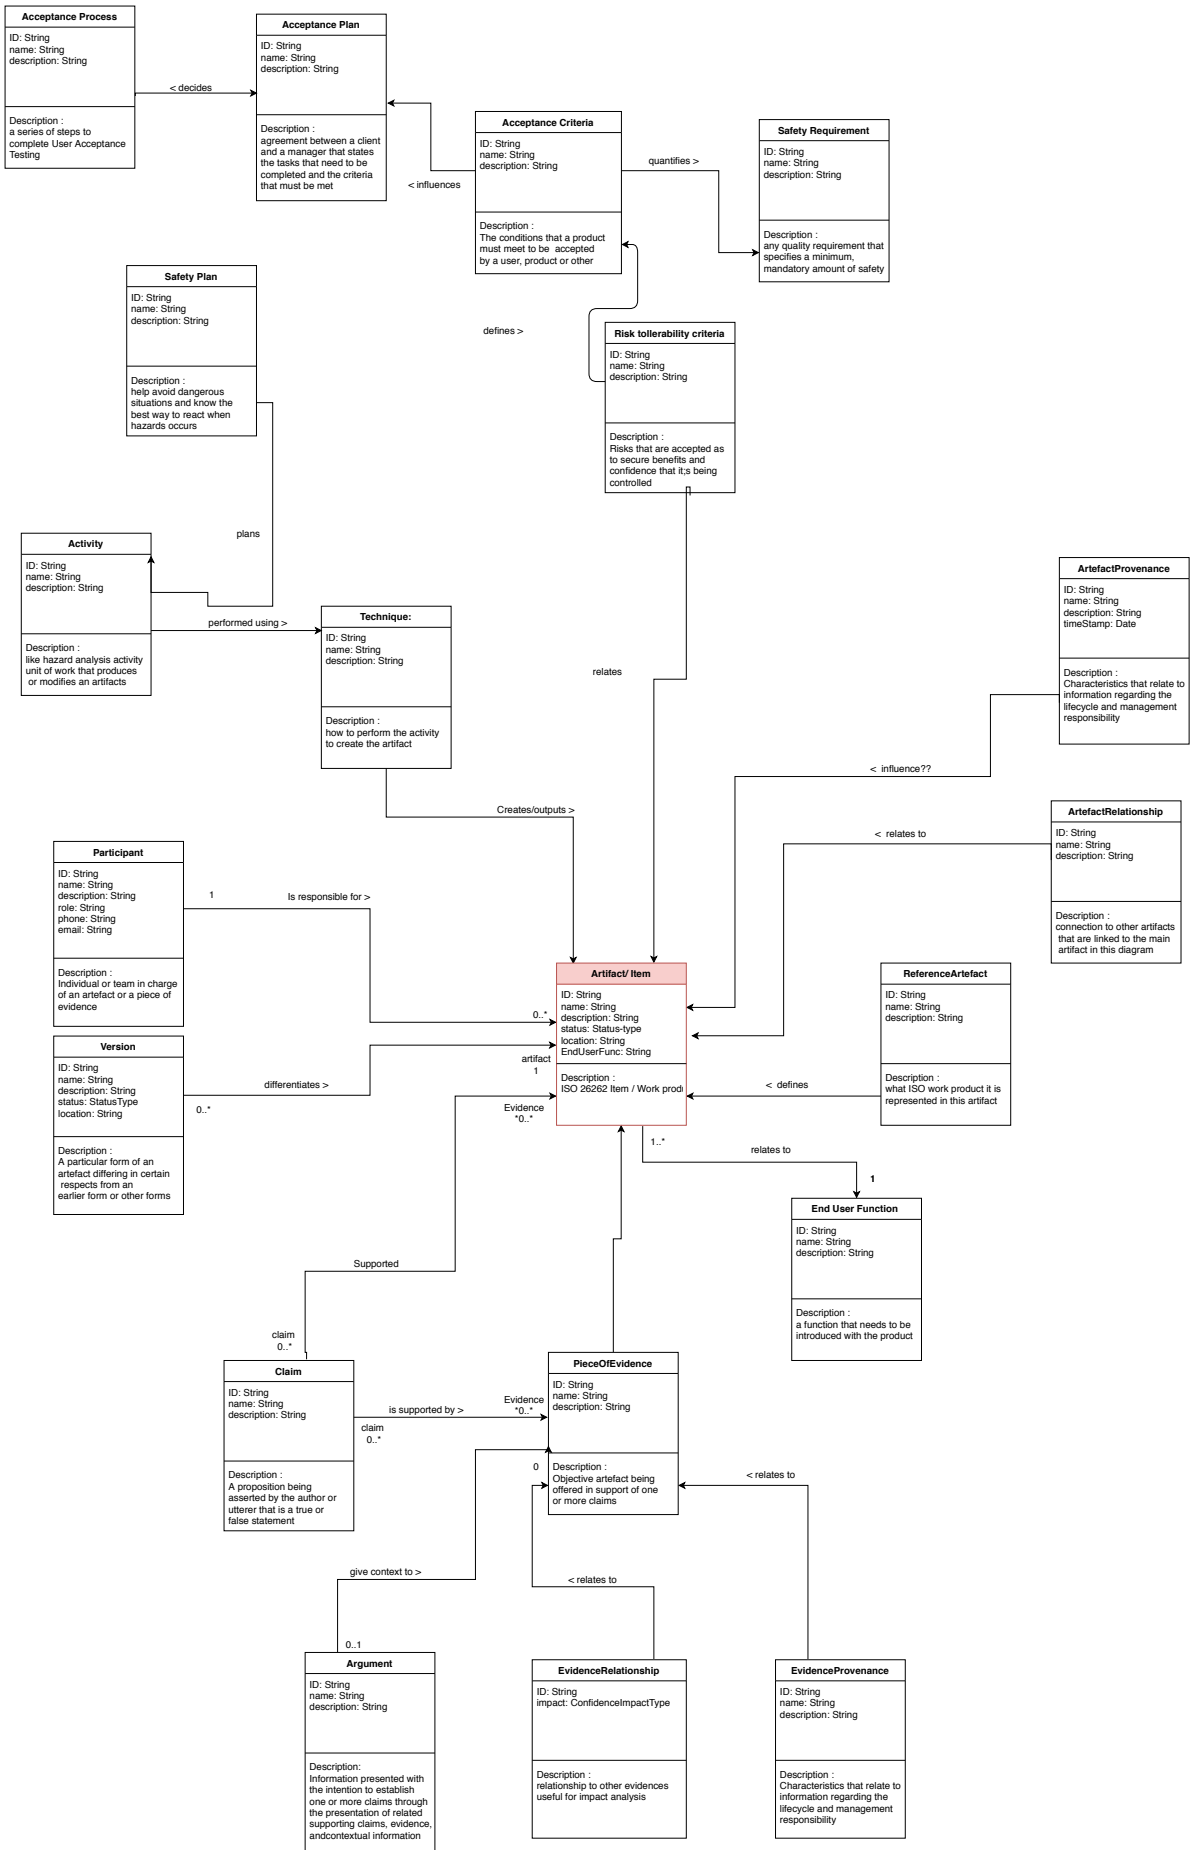 Acceptance Process
ID: String
name: String
description: String
Description :
a series of steps to
complete User Acceptance
Testing
< decides
Acceptance Plan
ID: String
name: String
description: String
Description :
agreement between a client
and a manager that states
the tasks that need to be
completed and the criteria
that must be met
< influences
Acceptance Criteria
ID: String
name: String
description: String
Description :
The conditions that a product
must meet to be accepted
by a user, product or other
quantifies >
Safety Requirement
ID: String
name: String
description: String
Description :
any quality requirement that
specifies a minimum,
mandatory amount of safety
Safety Plan
ID: String
name: String
description: String
Description :
help avoid dangerous
situations and know the
best way to react when
hazards occurs
defines >
Risk tollerability criteria
ID: String
name: String
description: String
Description :
Risks that are accepted as
to secure benefits and
confidence that it;s being
controlled
plans
Activity
ID: String
name: String
description: String
Description :
like hazard analysis activity
unit of work that produces
or modifies an artifacts
performed using >
Technique:
ID: String
name: String
description: String
Description :
how to perform the activity
to create the artifact
relates
ArtefactProvenance
ID: String
name: String
description: String
timeStamp: Date
Description :
Characteristics that relate to
information regarding the
lifecycle and management
responsibility
< influence??
Creates/outputs >
ArtefactRelationship
ID: String
name: String
description: String
Description :
connection to other artifacts
that are linked to the main
artifact in this diagram
< relates to
Participant
ID: String
name: String
description: String
role: String
phone: String
email: String
Description :
Individual or team in charge
of an artefact or a piece of
evidence
1
Is responsible for >
0..*
Artifact/ Item
ID: String
name: String
description: String
status: Status-type
location: String
EndUserFunc: String
Description :
ISO 26262 Item / Work produ
ReferenceArtefact
ID: String
name: String
description: String
Description :
what ISO work product it is
represented in this artifact
< defines
Version
ID: String
name: String
description: String
status: StatusType
location: String
Description :
A particular form of an
artefact differing in certain
respects from an
earlier form or other forms
differentiates >
0..*
artifact
1
Evidence
*0..*
1..*
relates to
1
End User Function
ID: String
name: String
description: String
Description :
a function that needs to be
introduced with the product
Supported
claim
0..*
Claim
ID: String
name: String
description: String
Description :
A proposition being
asserted by the author or
utterer that is a true or
false statement
is supported by >
claim
0..*
Evidence
*0..*
PieceOfEvidence
ID: String
name: String
description: String
Description :
Objective artefact being
offered in support of one
or more claims
0
< relates to
give context to >
< relates to
0..1
Argument
ID: String
name: String
description: String
Description:
Information presented with
the intention to establish
one or more claims through
the presentation of related
supporting claims, evidence,
andcontextual information
EvidenceRelationship
ID: String
impact: ConfidenceImpactType
Description :
relationship to other evidences
useful for impact analysis
EvidenceProvenance
ID: String
name: String
description: String
Description :
Characteristics that relate to
information regarding the
lifecycle and management
responsibility